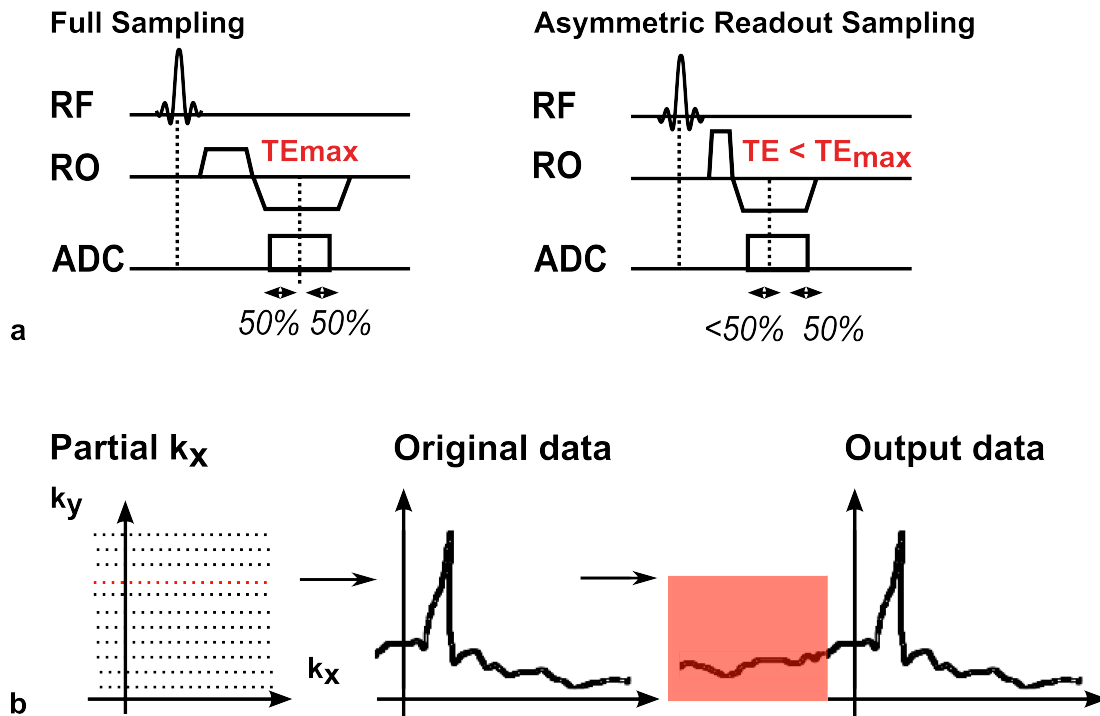 Full Sampling
RF
RO
TEmax
ADC
50% 50%
Asymmetric Readout Sampling
RF
RO
TE < TEmax
ADC
<50% 50%
a
Partial kx
ky
Original data
kx
Output data
b